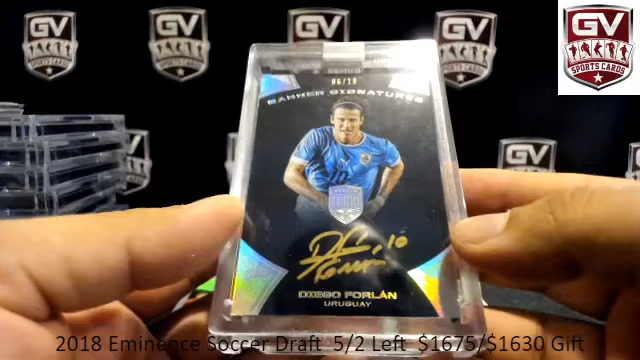 GV
SPORTS CARDS
06/10
BANNER SIGNATURES
10
DIEGO FORLÁN
URUGUAY
2018 Eminence Soccer Draft 5/2 Left $1675/$1630 Gift